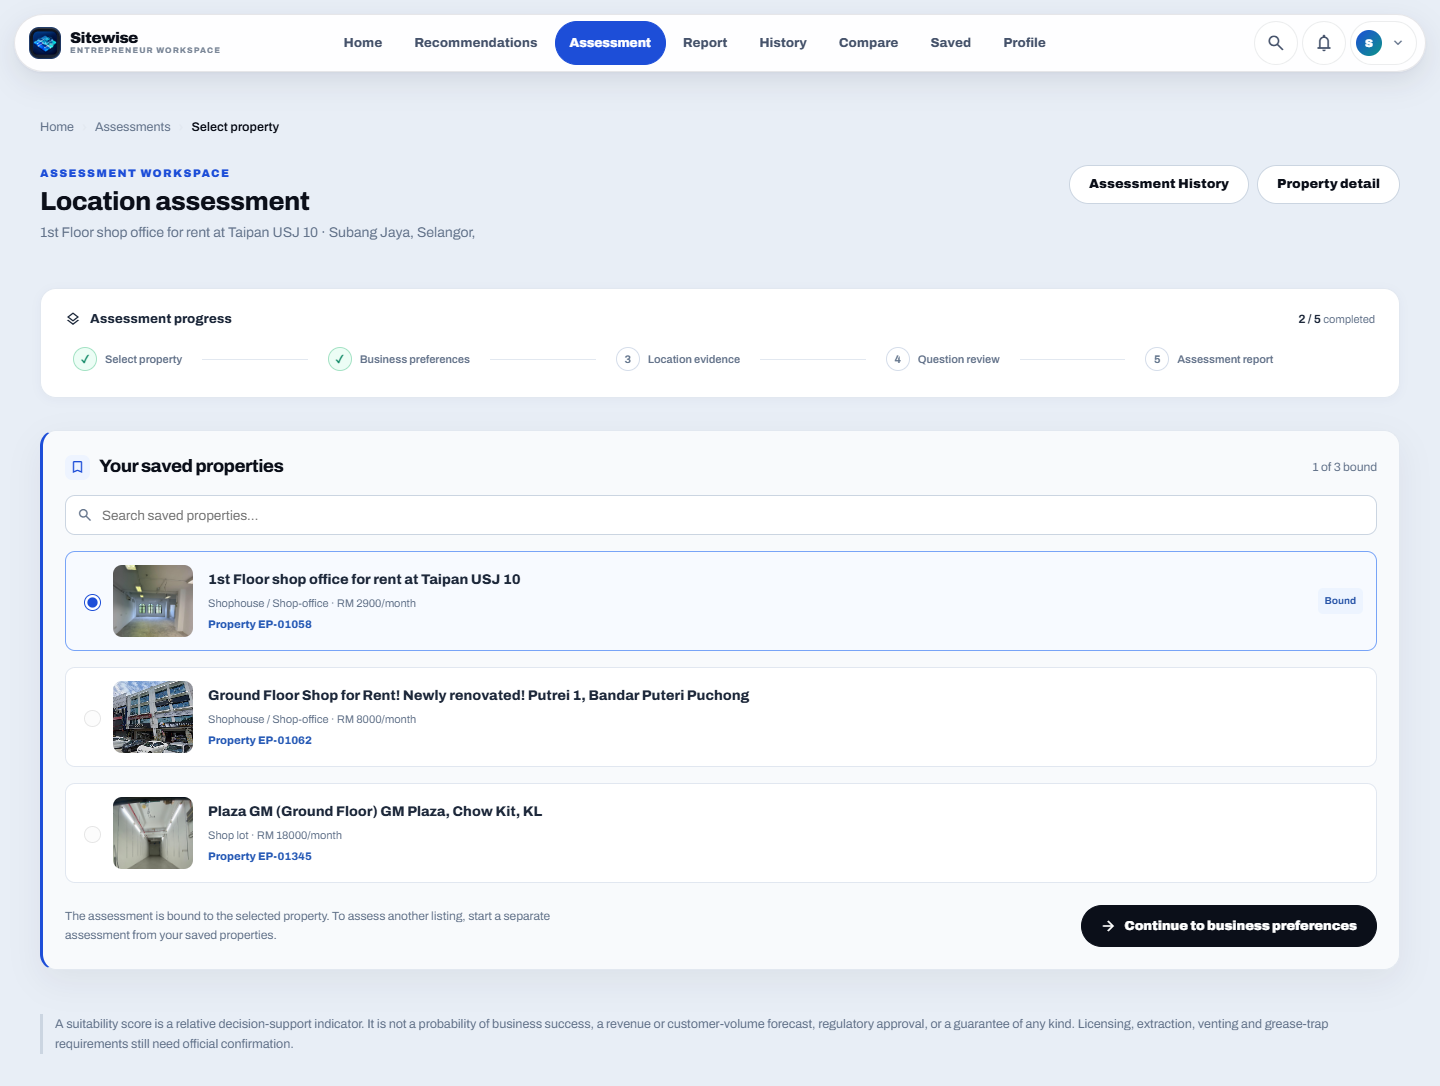 Sitewise
ENTREPRENEUR WORKSPACE
Home
Recommendations
Assessment
Report
History
Compare
Saved
Profile
S
Home
Assessments
Select property
ASSESSMENT WORKSPACE
Location assessment
1st Floor shop office for rent at Taipan USJ 10 · Subang Jaya, Selangor,
Assessment History
Property detail
Assessment progress
2 / 5 completed
✓ Select property
✓ Business preferences
3 Location evidence
4 Question review
5 Assessment report
Your saved properties
1 of 3 bound
Search saved properties...
1st Floor shop office for rent at Taipan USJ 10
Shophouse / Shop-office · RM 2900/month
Property EP-01058
Bound
Ground Floor Shop for Rent! Newly renovated! Putrei 1, Bandar Puteri Puchong
Shophouse / Shop-office · RM 8000/month
Property EP-01062
Plaza GM (Ground Floor) GM Plaza, Chow Kit, KL
Shop lot · RM 18000/month
Property EP-01345
The assessment is bound to the selected property. To assess another listing, start a separate
assessment from your saved properties.
→ Continue to business preferences
A suitability score is a relative decision-support indicator. It is not a probability of business success, a revenue or customer-volume forecast, regulatory approval, or a guarantee of any kind. Licensing, extraction, venting and grease-trap
requirements still need official confirmation.